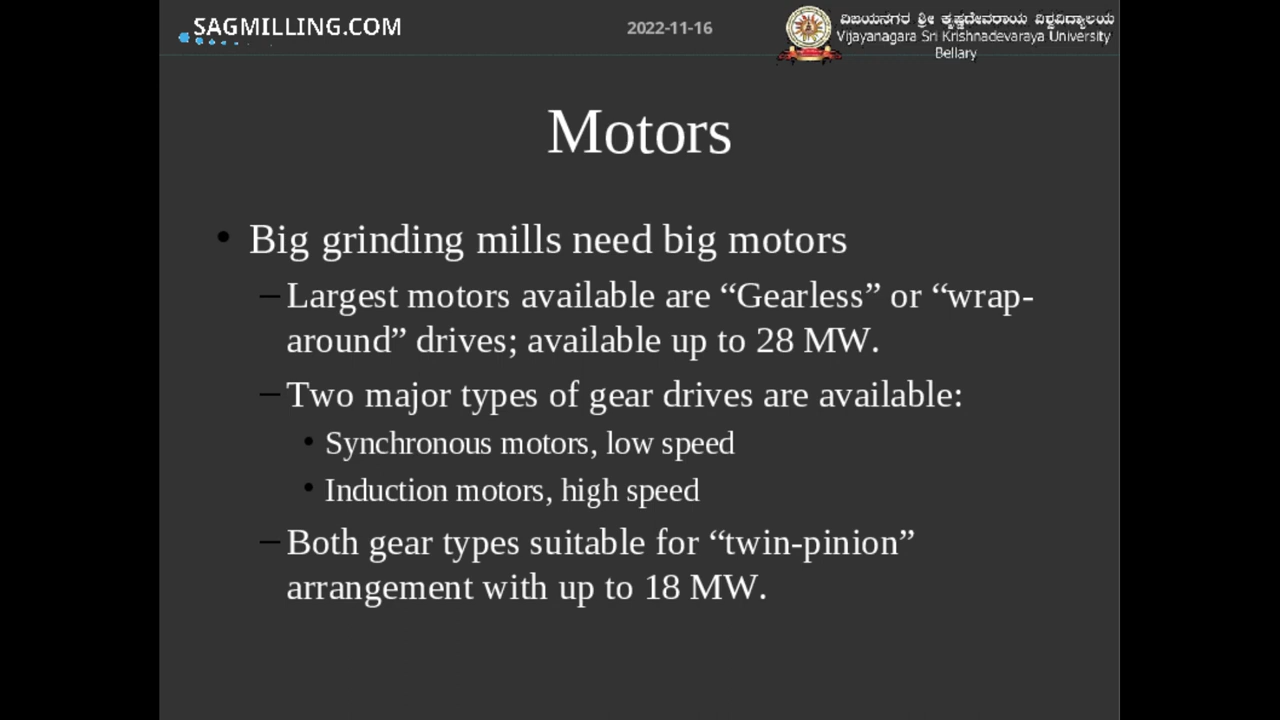 SAGMILLING.COM
2022-11-16
ವಿಜಯನಗರ ಶ್ರೀ ಕೃಷ್ಣದೇವರಾಯ ವಿಶ್ವವಿದ್ಯಾಲಯ
Vijayanagara Sri Krishnadevaraya University
Bellary
Motors
• Big grinding mills need big motors
– Largest motors available are “Gearless” or “wrap-
around” drives; available up to 28 MW.
– Two major types of gear drives are available:
• Synchronous motors, low speed
• Induction motors, high speed
– Both gear types suitable for “twin-pinion”
arrangement with up to 18 MW.